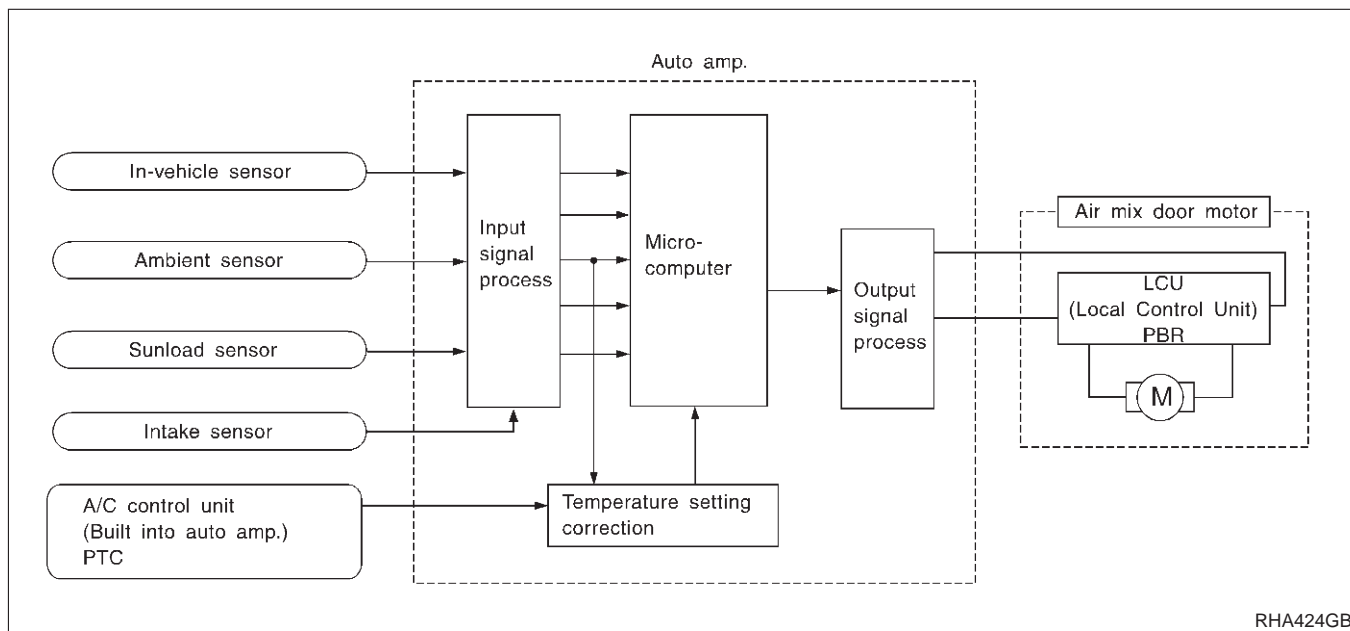 Auto amp.
In-vehicle sensor
Ambient sensor
Sunload sensor
Intake sensor
A/C control unit
(Built into auto amp.)
PTC
Input
signal
process
Micro-
computer
Temperature setting
correction
Output
signal
process
Air mix door motor
LCU
(Local Control Unit)
PBR
M
RHA424GB